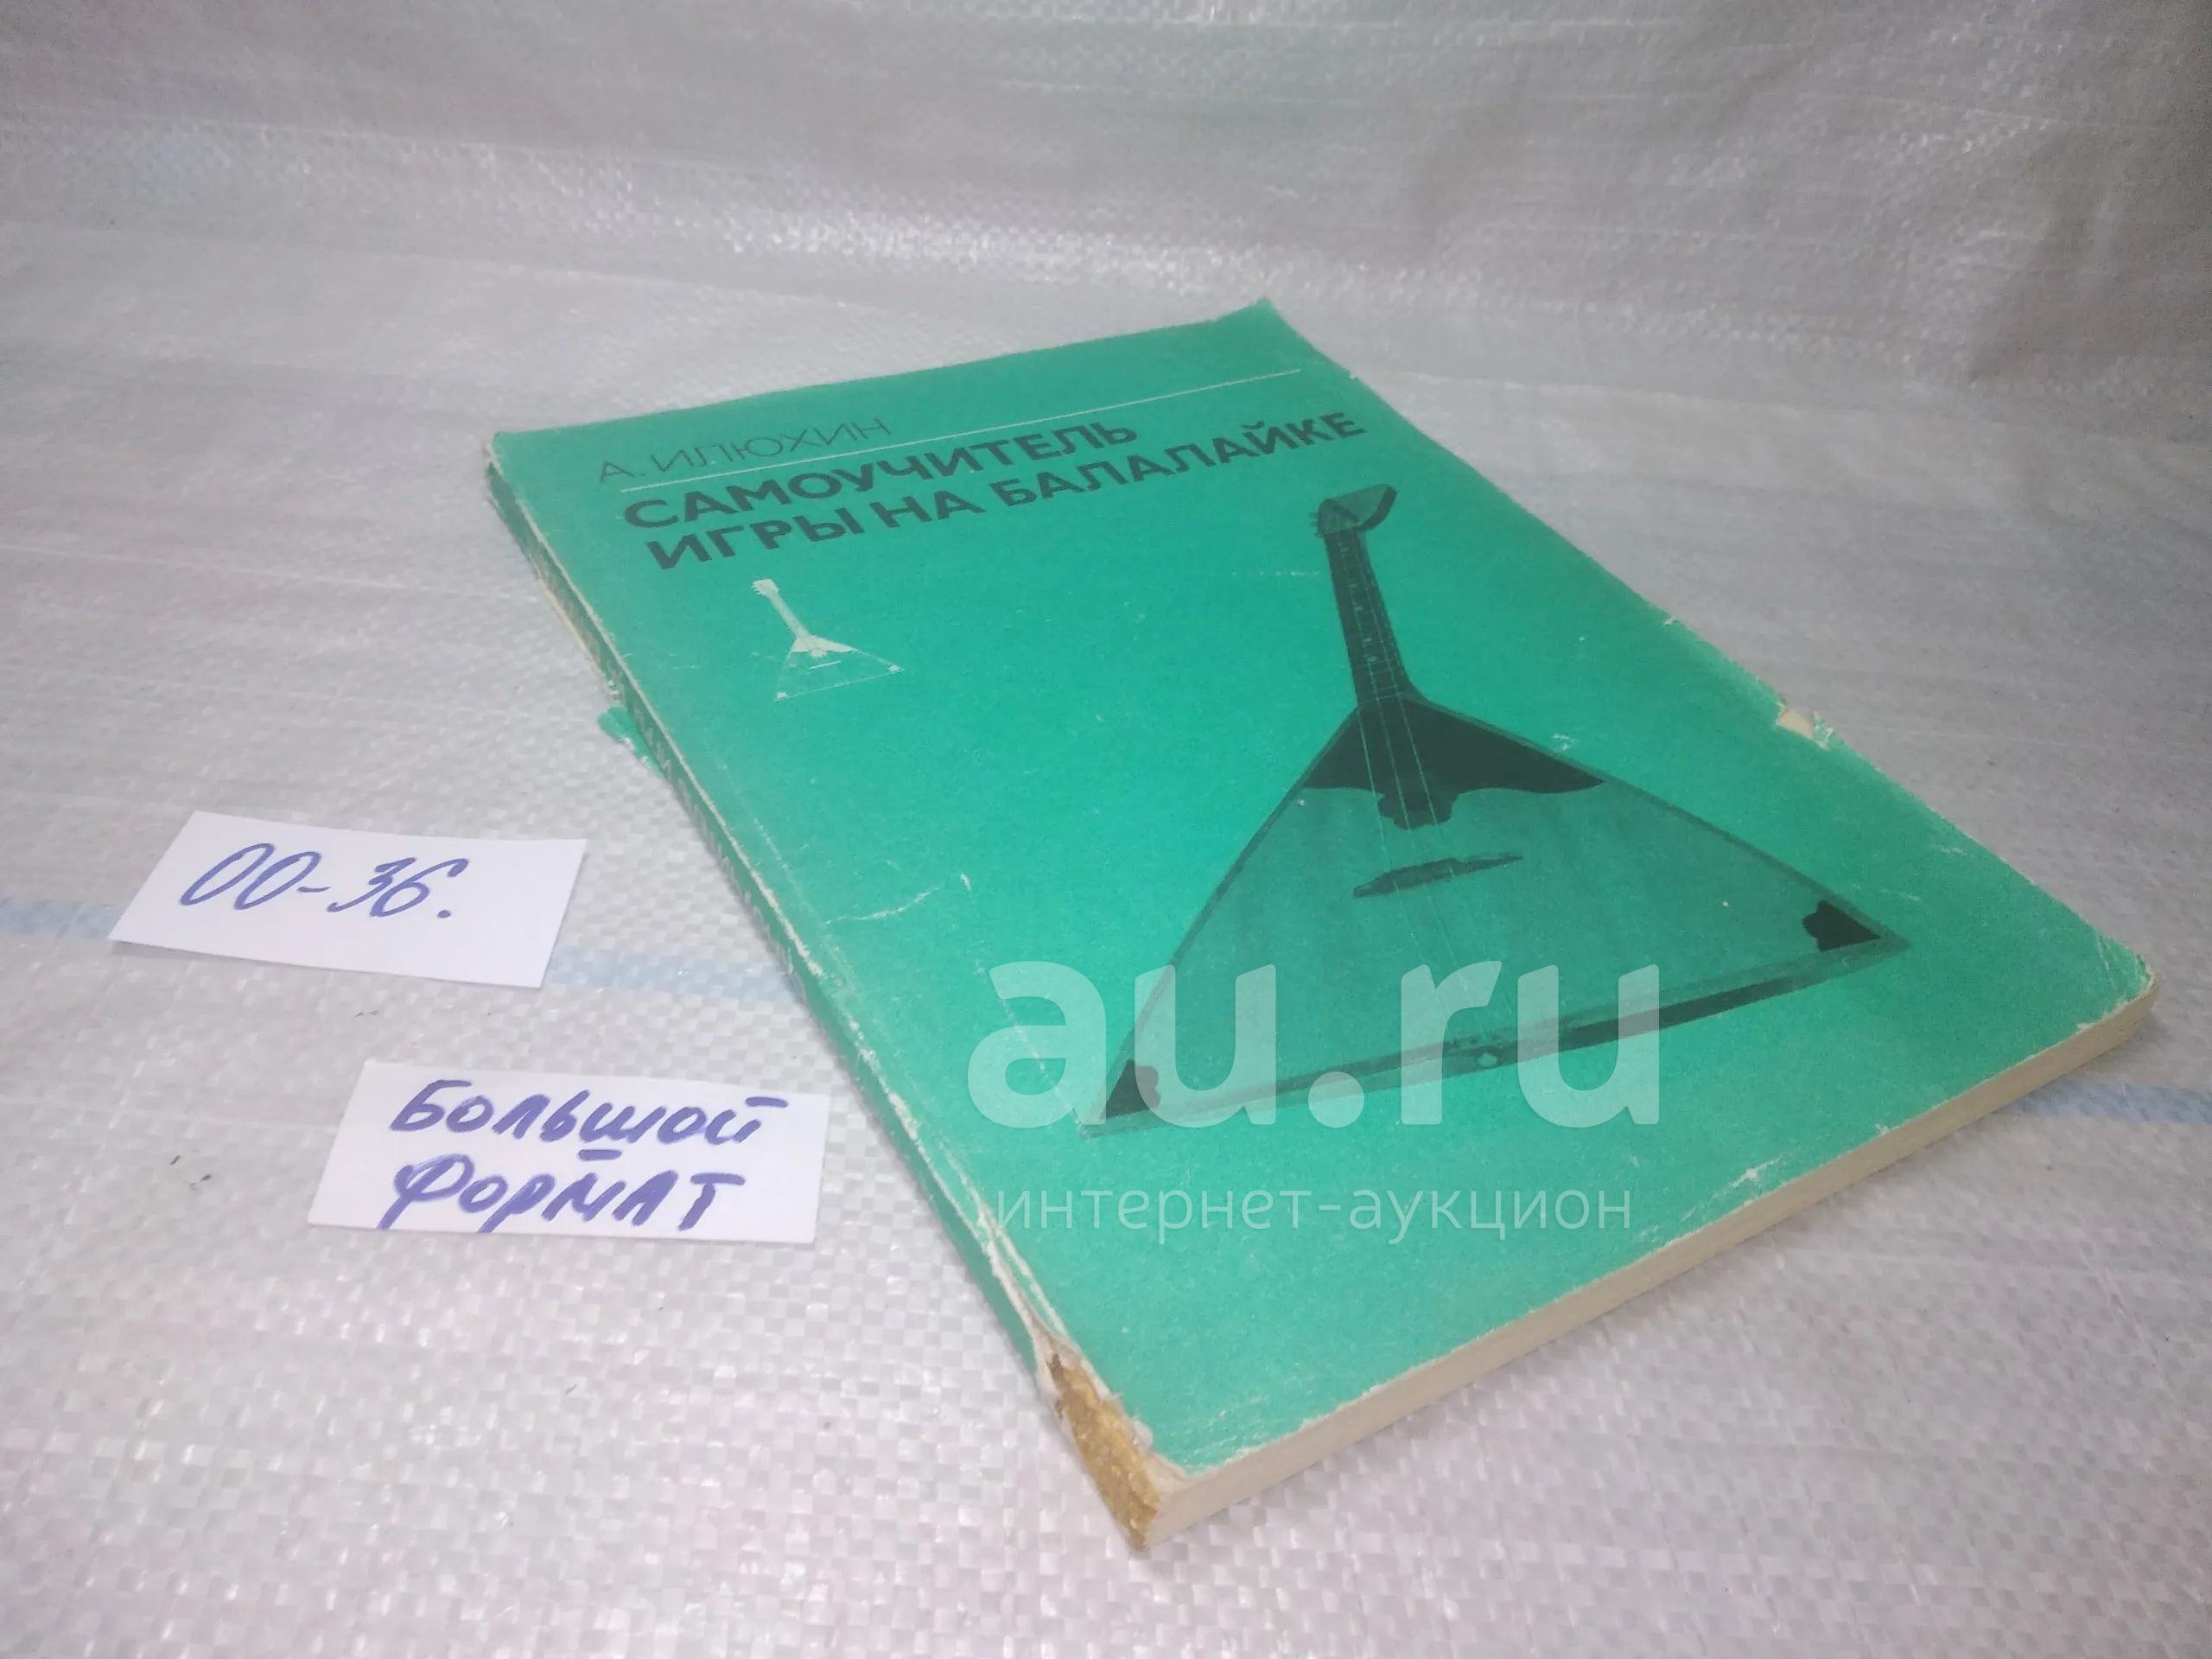 А. ИЛЮХИН
САМОУЧИТЕЛЬ
ИГРЫ НА БАЛАЛАЙКЕ
00-36.
БОЛЬШОЙ
ФОРМАТ
au.ru
интернет-аукцион